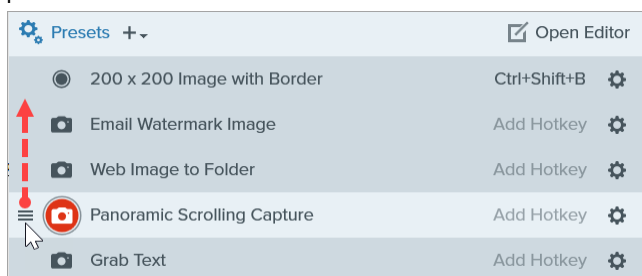 Presets Open Editor
200 x 200 Image with Border Ctrl+Shift+B
Email Watermark Image Add Hotkey
Web Image to Folder Add Hotkey
Panoramic Scrolling Capture Add Hotkey
Grab Text Add Hotkey